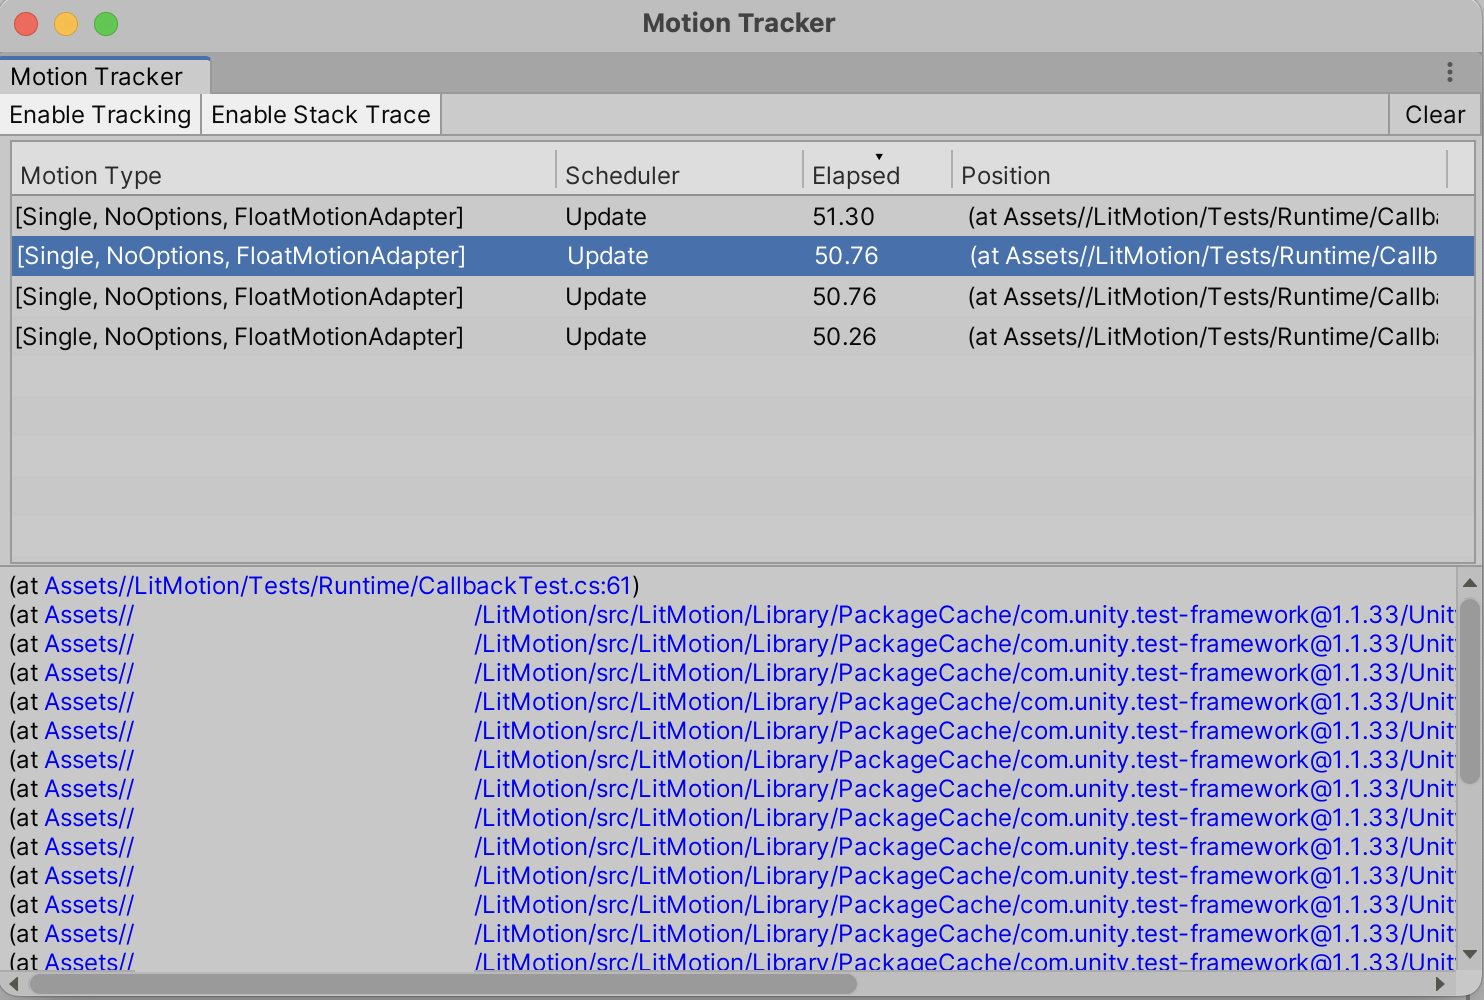 Motion Tracker
Motion Tracker
Enable Tracking Enable Stack Trace Clear
Motion Type Scheduler Elapsed Position
[Single, NoOptions, FloatMotionAdapter] Update 51.30 (at Assets//LitMotion/Tests/Runtime/Callba
[Single, NoOptions, FloatMotionAdapter] Update 50.76 (at Assets//LitMotion/Tests/Runtime/Callb
[Single, NoOptions, FloatMotionAdapter] Update 50.76 (at Assets//LitMotion/Tests/Runtime/Callba
[Single, NoOptions, FloatMotionAdapter] Update 50.26 (at Assets//LitMotion/Tests/Runtime/Callba
(at Assets//LitMotion/Tests/Runtime/CallbackTest.cs:61)
(at Assets// /LitMotion/src/LitMotion/Library/PackageCache/com.unity.test-framework@1.1.33/Unit
(at Assets// /LitMotion/src/LitMotion/Library/PackageCache/com.unity.test-framework@1.1.33/Unit
(at Assets// /LitMotion/src/LitMotion/Library/PackageCache/com.unity.test-framework@1.1.33/Unit
(at Assets// /LitMotion/src/LitMotion/Library/PackageCache/com.unity.test-framework@1.1.33/Unit
(at Assets// /LitMotion/src/LitMotion/Library/PackageCache/com.unity.test-framework@1.1.33/Unit
(at Assets// /LitMotion/src/LitMotion/Library/PackageCache/com.unity.test-framework@1.1.33/Unit
(at Assets// /LitMotion/src/LitMotion/Library/PackageCache/com.unity.test-framework@1.1.33/Unit
(at Assets// /LitMotion/src/LitMotion/Library/PackageCache/com.unity.test-framework@1.1.33/Unit
(at Assets// /LitMotion/src/LitMotion/Library/PackageCache/com.unity.test-framework@1.1.33/Unit
(at Assets// /LitMotion/src/LitMotion/Library/PackageCache/com.unity.test-framework@1.1.33/Unit
(at Assets// /LitMotion/src/LitMotion/Library/PackageCache/com.unity.test-framework@1.1.33/Unit
(at Assets// /LitMotion/src/LitMotion/Library/PackageCache/com.unity.test-framework@1.1.33/Unit
(at Assets// /LitMotion/src/LitMotion/Library/PackageCache/com.unity.test-framework@1.1.33/Unit